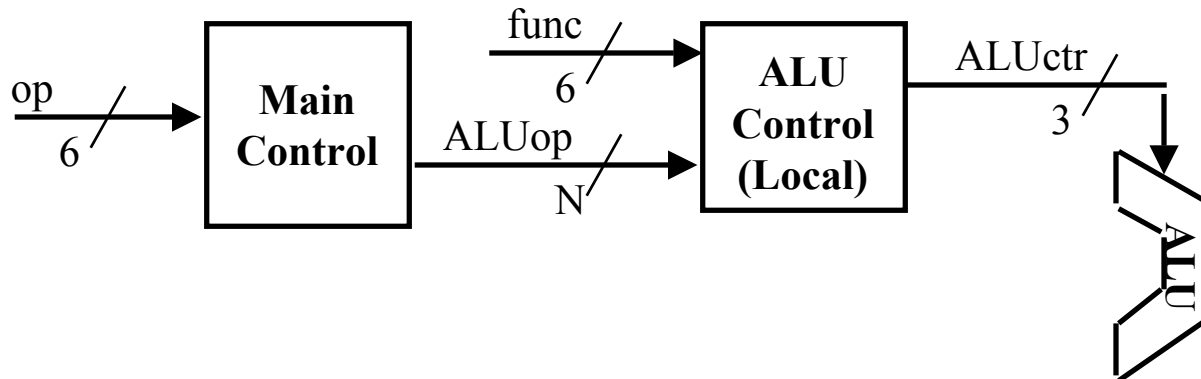 op
6
Main
Control
func
6
ALUop
N
ALU
Control
(Local)
ALUctr
3
ALU